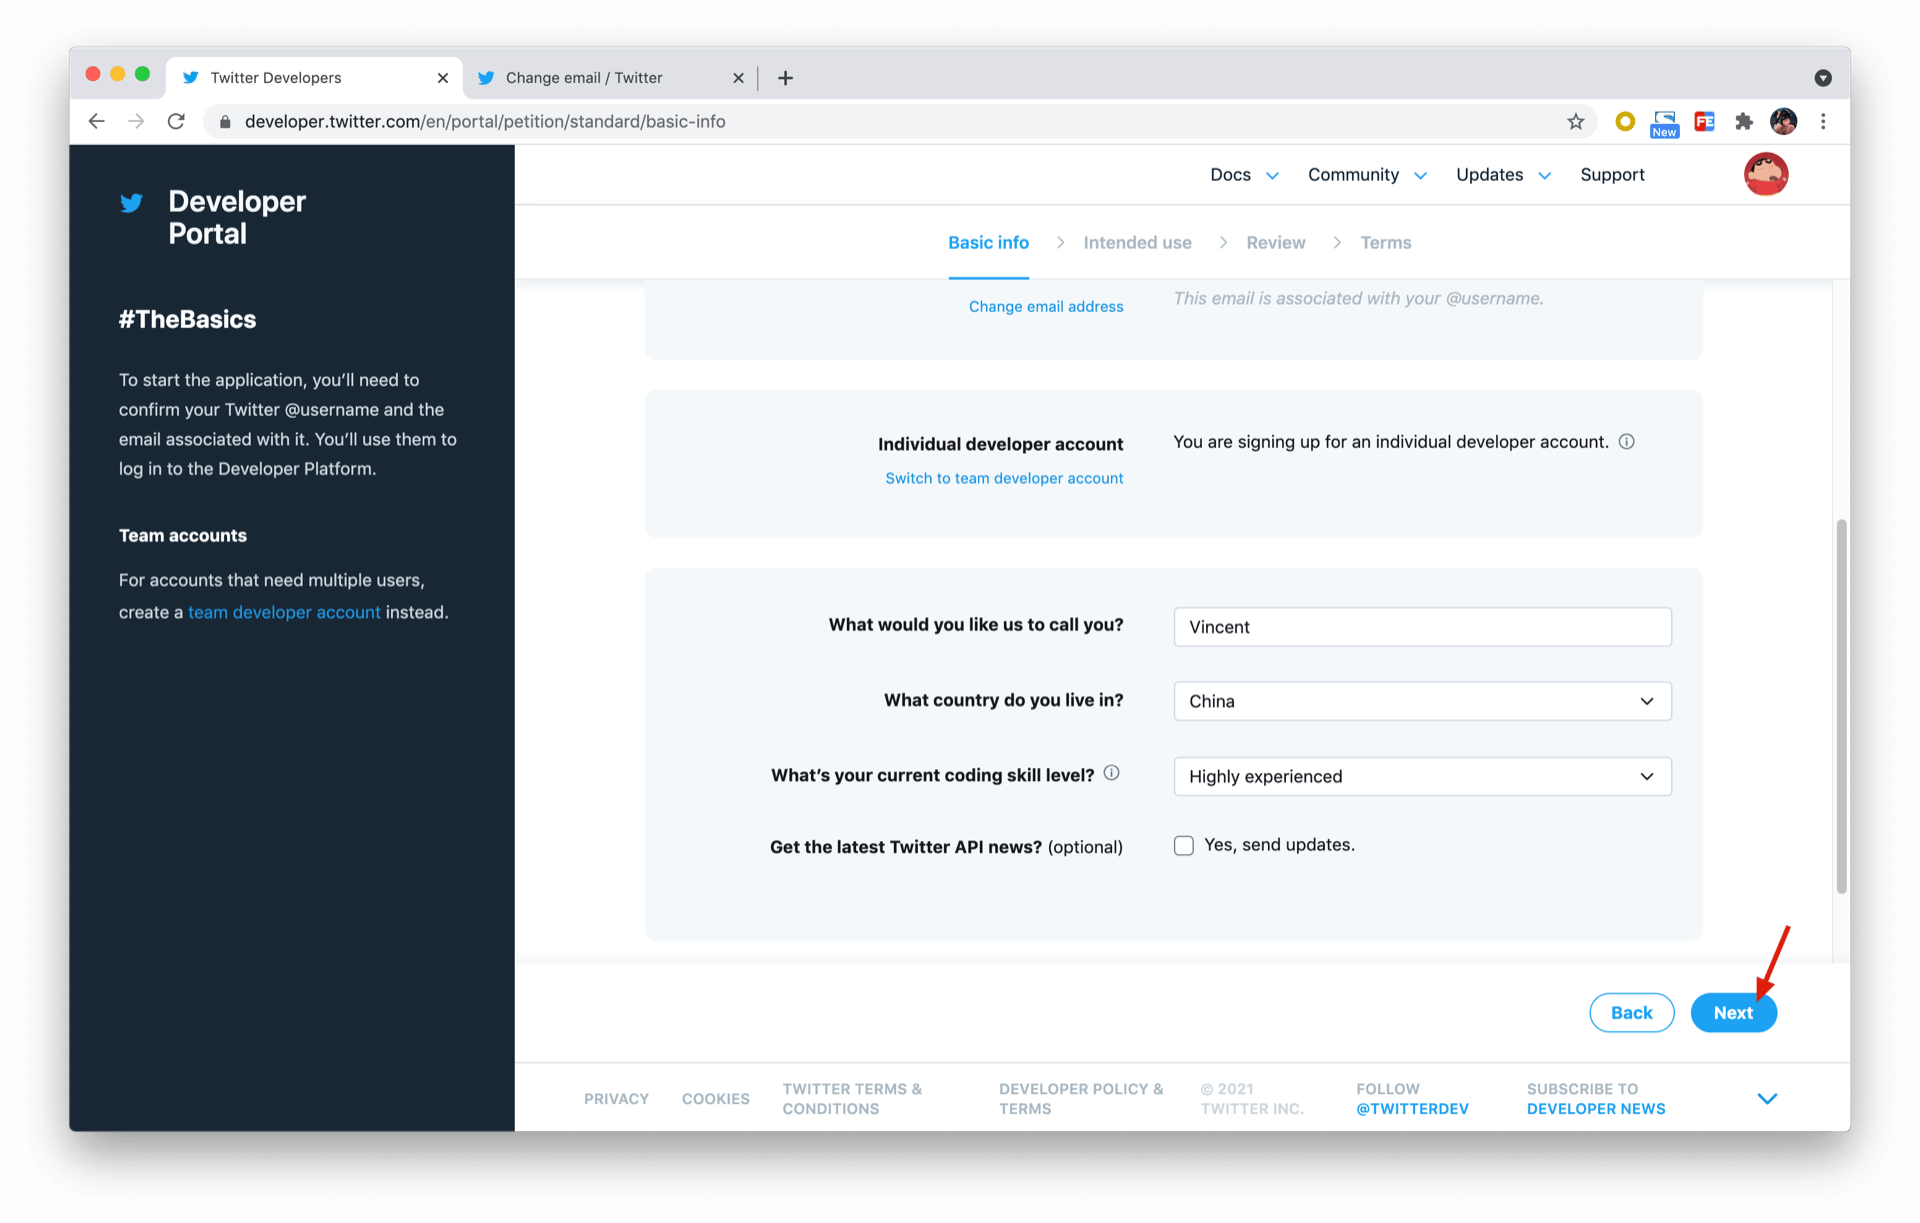 Twitter Developers
Change email / Twitter
developer.twitter.com/en/portal/petition/standard/basic-info
FE
New
Docs
Community
Updates
Support
Developer
Portal
Basic info
Intended use
Review
Terms
#TheBasics
To start the application, you’ll need to
confirm your Twitter @username and the
email associated with it. You’ll use them to
log in to the Developer Platform.
Team accounts
For accounts that need multiple users,
create a team developer account instead.
Change email address
This email is associated with your @username.
Individual developer account
You are signing up for an individual developer account.
Switch to team developer account
What would you like us to call you?
Vincent
What country do you live in?
China
What’s your current coding skill level?
Highly experienced
Get the latest Twitter API news? (optional)
Yes, send updates.
Back
Next
PRIVACY
COOKIES
TWITTER TERMS &
CONDITIONS
DEVELOPER POLICY &
TERMS
© 2021
TWITTER INC.
FOLLOW
@TWITTERDEV
SUBSCRIBE TO
DEVELOPER NEWS